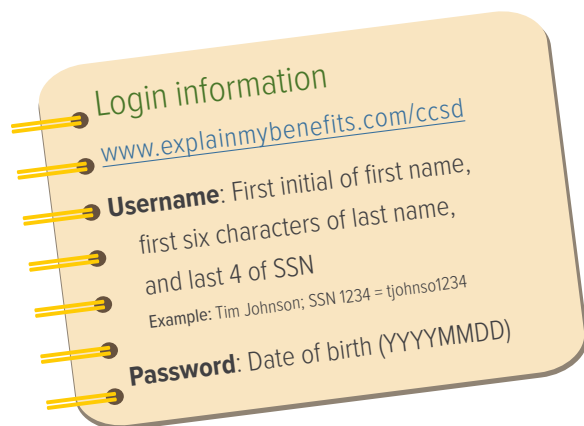 Login information
www.explainmybenefits.com/ccsd
Username: First initial of first name,
first six characters of last name,
and last 4 of SSN
Example: Tim Johnson; SSN 1234 = tjohnso1234
Password: Date of birth (YYYYMMDD)